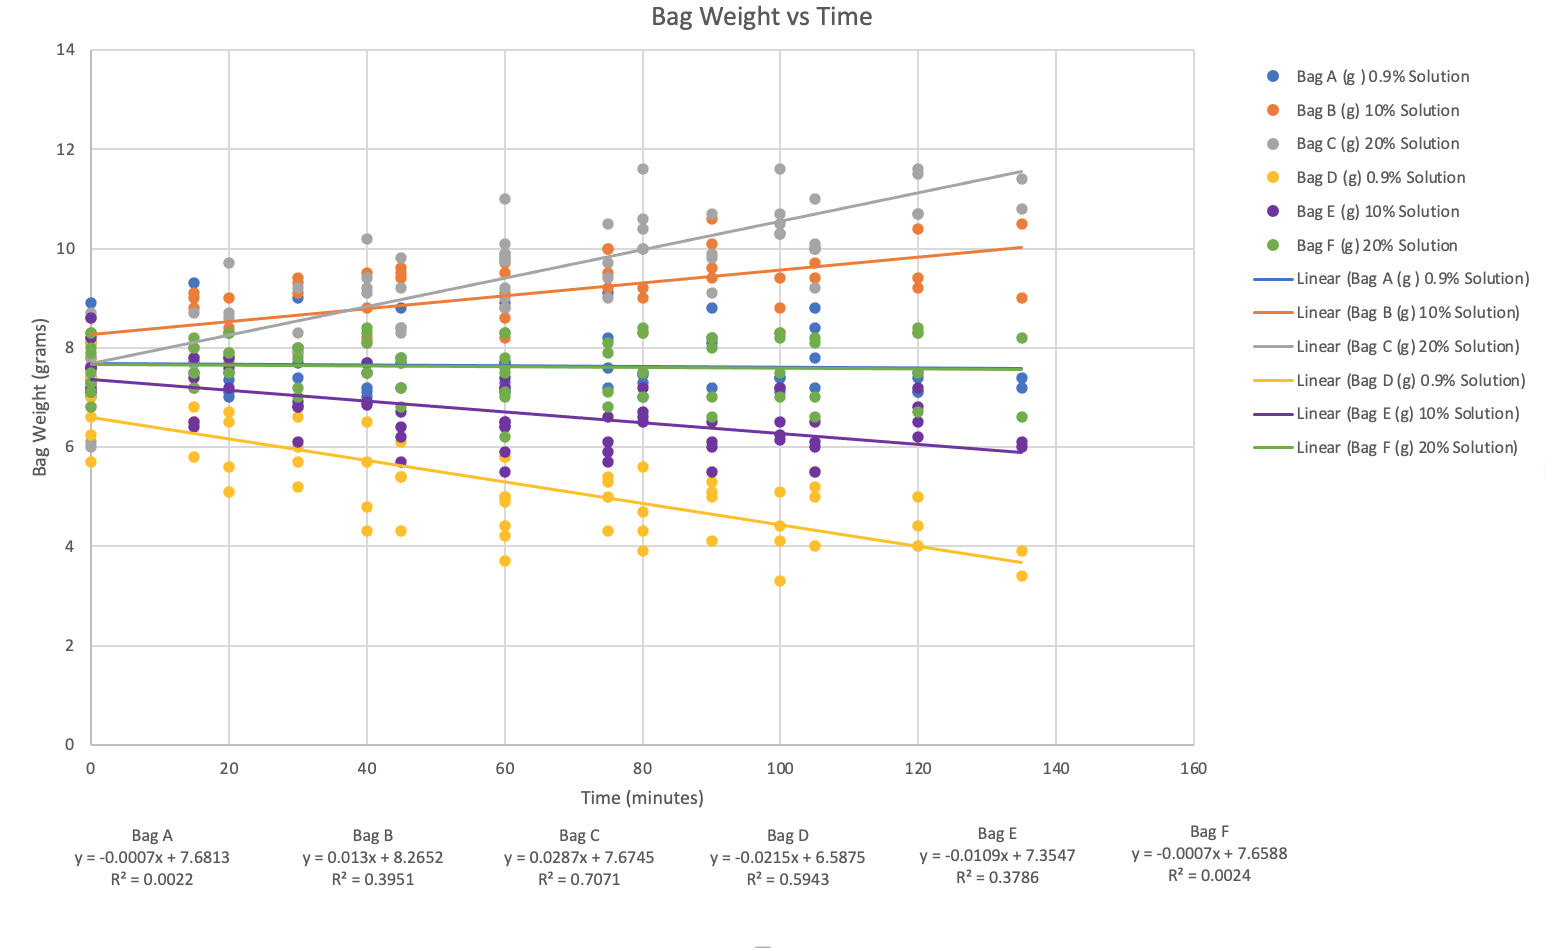 Bag Weight vs Time
14
12
10
8
6
4
2
0
Bag Weight (grams)
0 20 40 60 80 100 120 140 160
Time (minutes)
Bag A (g ) 0.9% Solution
Bag B (g) 10% Solution
Bag C (g) 20% Solution
Bag D (g) 0.9% Solution
Bag E (g) 10% Solution
Bag F (g) 20% Solution
Linear (Bag A (g ) 0.9% Solution)
Linear (Bag B (g) 10% Solution)
Linear (Bag C (g) 20% Solution)
Linear (Bag D (g) 0.9% Solution)
Linear (Bag E (g) 10% Solution)
Linear (Bag F (g) 20% Solution)
Bag A
y = -0.0007x + 7.6813
R² = 0.0022
Bag B
y = 0.013x + 8.2652
R² = 0.3951
Bag C
y = 0.0287x + 7.6745
R² = 0.7071
Bag D
y = -0.0215x + 6.5875
R² = 0.5943
Bag E
y = -0.0109x + 7.3547
R² = 0.3786
Bag F
y = -0.0007x + 7.6588
R² = 0.0024